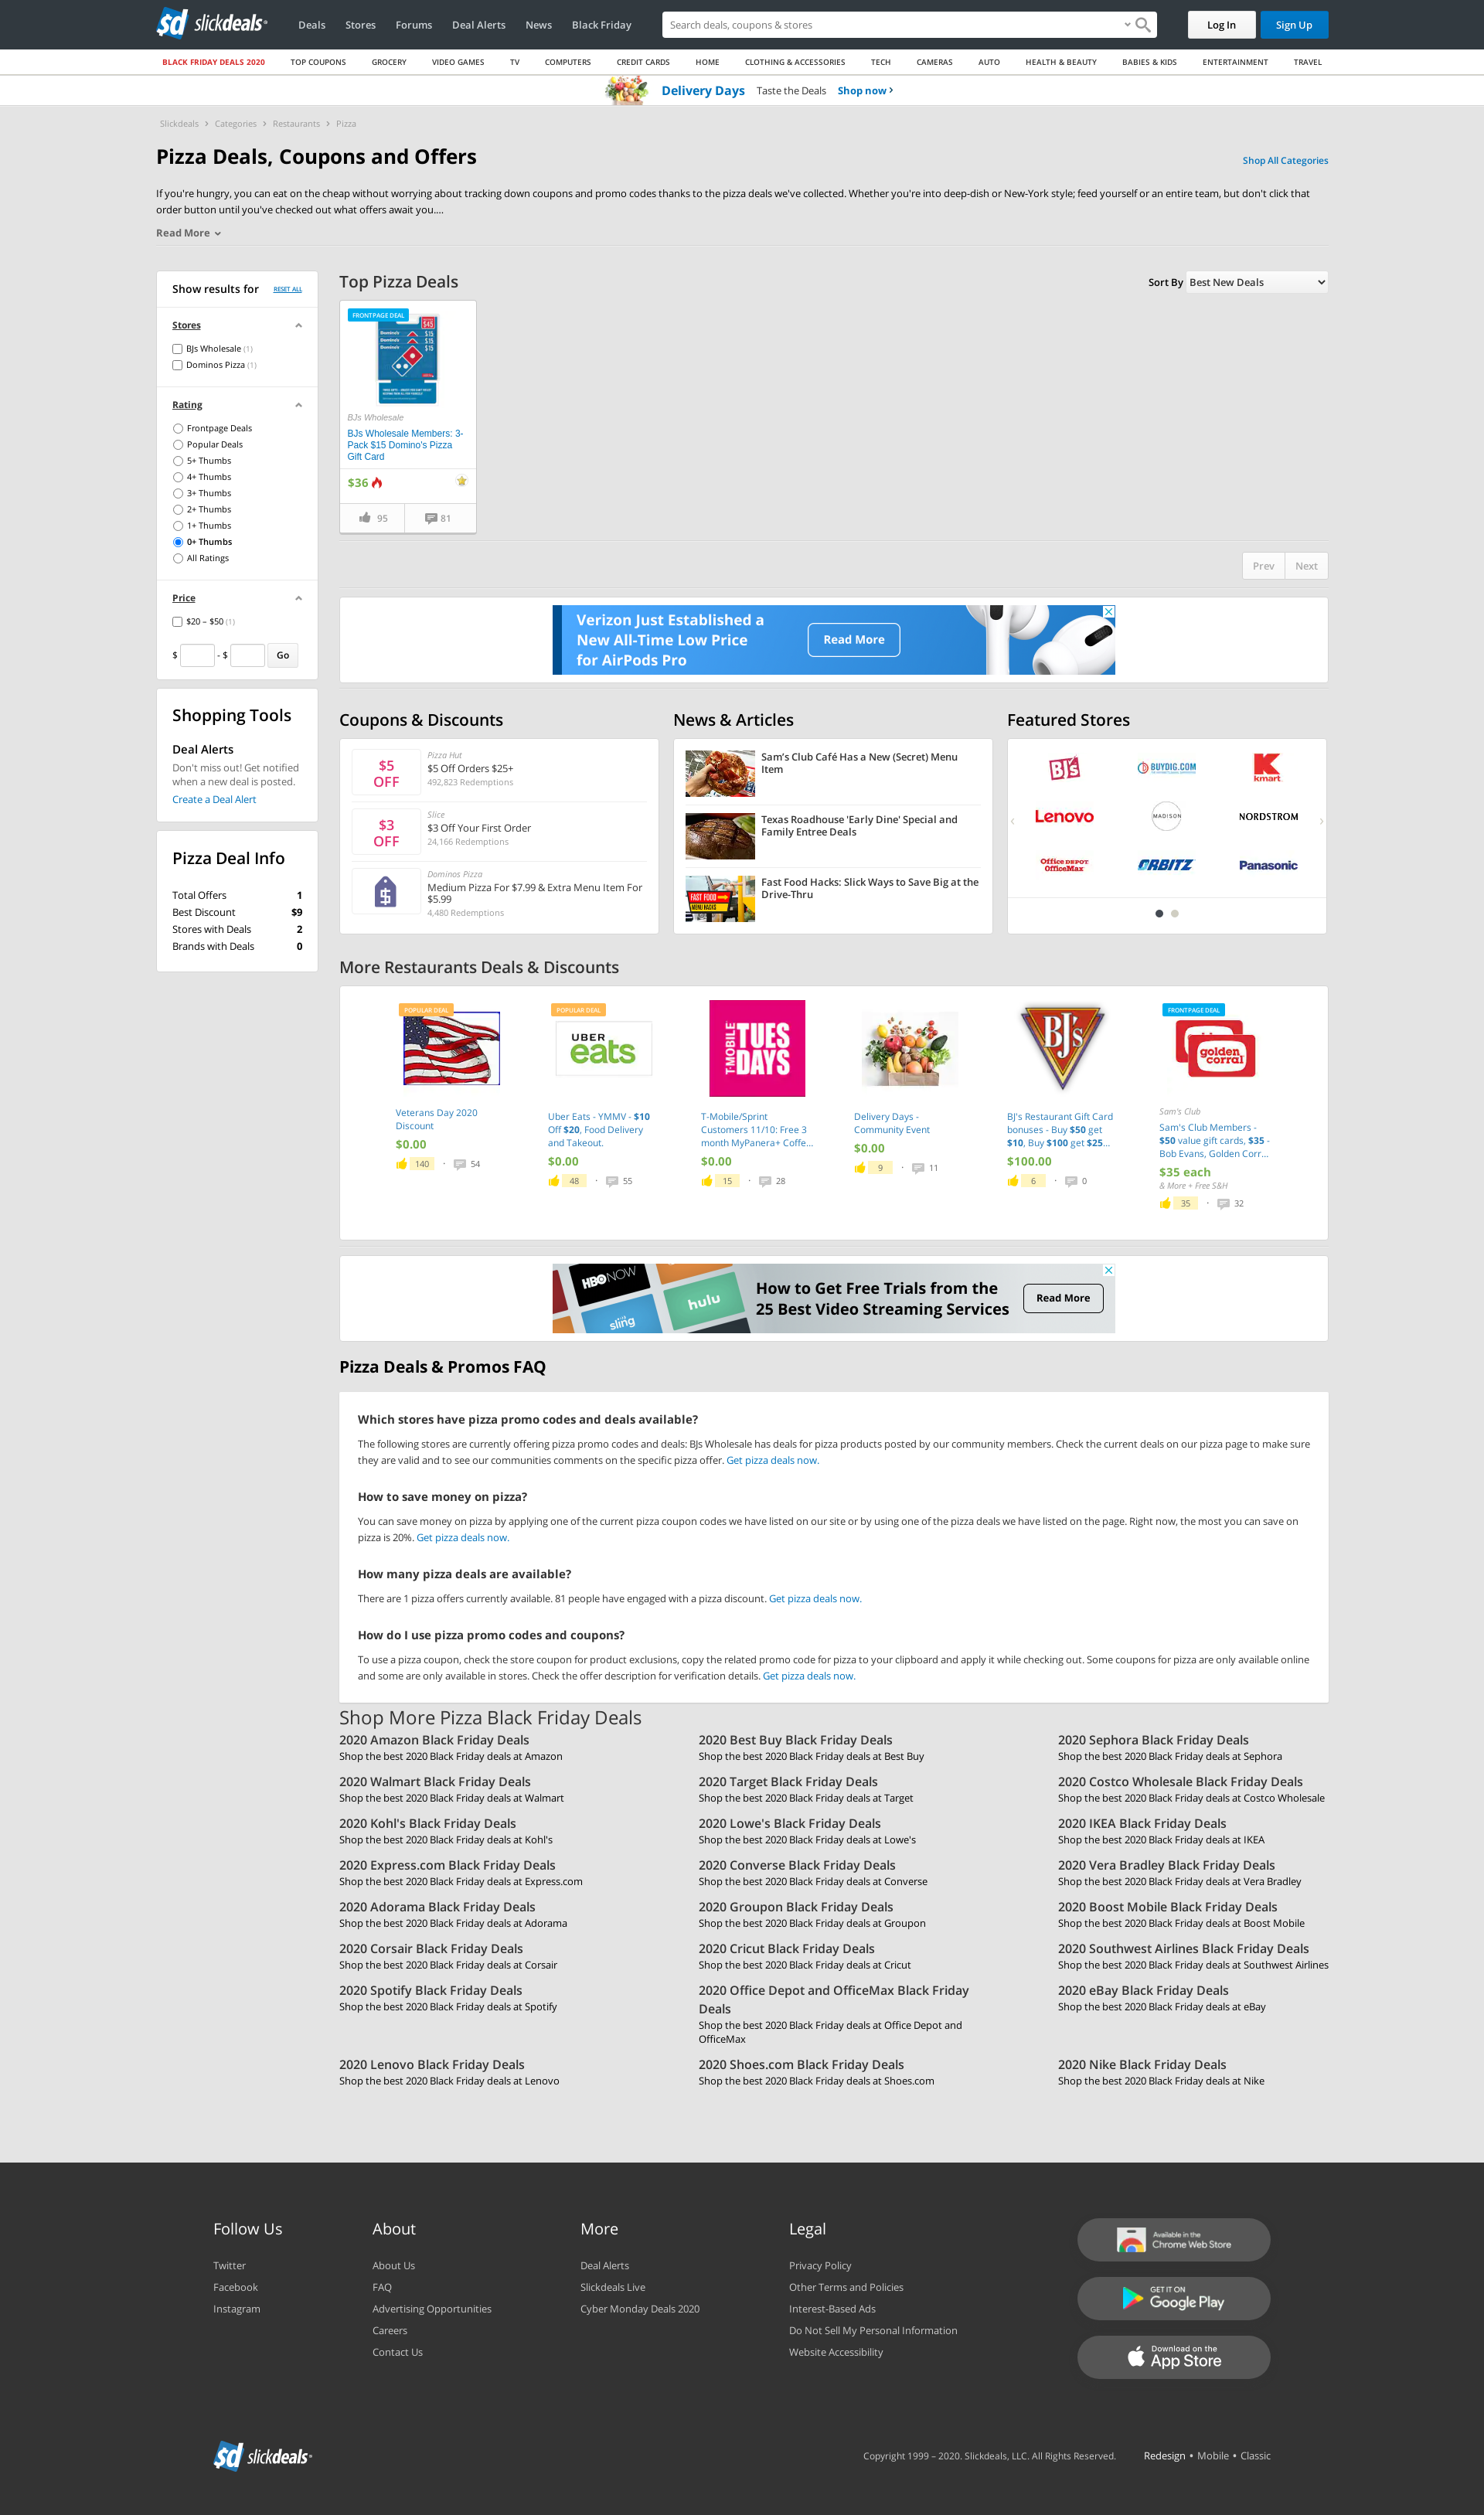 sd slickdeals
Deals
Stores
Forums
Deal Alerts
News
Black Friday
Search deals, coupons & stores
Log In
Sign Up
BLACK FRIDAY DEALS 2020
TOP COUPONS
GROCERY
VIDEO GAMES
TV
COMPUTERS
CREDIT CARDS
HOME
CLOTHING & ACCESSORIES
TECH
CAMERAS
AUTO
HEALTH & BEAUTY
BABIES & KIDS
ENTERTAINMENT
TRAVEL
Delivery Days Taste the Deals Shop now ›
Slickdeals › Categories › Restaurants › Pizza
Pizza Deals, Coupons and Offers
Shop All Categories
If you're hungry, you can eat on the cheap without worrying about tracking down coupons and promo codes thanks to the pizza deals we've collected. Whether you're into deep-dish or New-York style; feed yourself or an entire team, but don't click that
order button until you've checked out what offers await you....
Read More
Show results for RESET ALL
Stores
BJs Wholesale (1)
Dominos Pizza (1)
Rating
Frontpage Deals
Popular Deals
5+ Thumbs
4+ Thumbs
3+ Thumbs
2+ Thumbs
1+ Thumbs
0+ Thumbs
All Ratings
Price
$20 – $50 (1)
$ - $ Go
Shopping Tools
Deal Alerts
Don't miss out! Get notified
when a new deal is posted.
Create a Deal Alert
Pizza Deal Info
Total Offers 1
Best Discount $9
Stores with Deals 2
Brands with Deals 0
Top Pizza Deals
Sort By Best New Deals
FRONTPAGE DEAL
$45
Domino's $15
Domino's $15
Domino's $15
BJs Wholesale
BJs Wholesale Members: 3-
Pack $15 Domino's Pizza
Gift Card
$36
95 81
Prev Next
Verizon Just Established a
New All-Time Low Price
for AirPods Pro
Read More
Coupons & Discounts
$5
OFF
Pizza Hut
$5 Off Orders $25+
492,823 Redemptions
$3
OFF
Slice
$3 Off Your First Order
24,166 Redemptions
Dominos Pizza
Medium Pizza For $7.99 & Extra Menu Item For
$5.99
4,480 Redemptions
News & Articles
Sam's Club Café Has a New (Secret) Menu
Item
Texas Roadhouse 'Early Dine' Special and
Family Entree Deals
FAST FOOD
MENU HACKS
Fast Food Hacks: Slick Ways to Save Big at the
Drive-Thru
Featured Stores
BJ's
BUYDIG.COM
kmart
Lenovo
MADISON
NORDSTROM
Office DEPOT
OfficeMax
ORBITZ
Panasonic
More Restaurants Deals & Discounts
POPULAR DEAL
Veterans Day 2020
Discount
$0.00
140 · 54
POPULAR DEAL
UBER
eats
Uber Eats - YMMV - $10
Off $20, Food Delivery
and Takeout.
$0.00
48 · 55
T-MOBILE TUES
DAYS
T-Mobile/Sprint
Customers 11/10: Free 3
month MyPanera+ Coffe...
$0.00
15 · 28
Delivery Days -
Community Event
$0.00
9 · 11
BJ's
BJ's Restaurant Gift Card
bonuses - Buy $50 get
$10, Buy $100 get $25...
$100.00
6 · 0
FRONTPAGE DEAL
golden
corral
Sam's Club
Sam's Club Members -
$50 value gift cards, $35 -
Bob Evans, Golden Corr...
$35 each
& More + Free S&H
35 · 32
HBO NOW
sling
hulu
How to Get Free Trials from the
25 Best Video Streaming Services
Read More
Pizza Deals & Promos FAQ
Which stores have pizza promo codes and deals available?
The following stores are currently offering pizza promo codes and deals: BJs Wholesale has deals for pizza products posted by our community members. Check the current deals on our pizza page to make sure
they are valid and to see our communities comments on the specific pizza offer. Get pizza deals now.
How to save money on pizza?
You can save money on pizza by applying one of the current pizza coupon codes we have listed on our site or by using one of the pizza deals we have listed on the page. Right now, the most you can save on
pizza is 20%. Get pizza deals now.
How many pizza deals are available?
There are 1 pizza offers currently available. 81 people have engaged with a pizza discount. Get pizza deals now.
How do I use pizza promo codes and coupons?
To use a pizza coupon, check the store coupon for product exclusions, copy the related promo code for pizza to your clipboard and apply it while checking out. Some coupons for pizza are only available online
and some are only available in stores. Check the offer description for verification details. Get pizza deals now.
Shop More Pizza Black Friday Deals
2020 Amazon Black Friday Deals
Shop the best 2020 Black Friday deals at Amazon
2020 Best Buy Black Friday Deals
Shop the best 2020 Black Friday deals at Best Buy
2020 Sephora Black Friday Deals
Shop the best 2020 Black Friday deals at Sephora
2020 Walmart Black Friday Deals
Shop the best 2020 Black Friday deals at Walmart
2020 Target Black Friday Deals
Shop the best 2020 Black Friday deals at Target
2020 Costco Wholesale Black Friday Deals
Shop the best 2020 Black Friday deals at Costco Wholesale
2020 Kohl's Black Friday Deals
Shop the best 2020 Black Friday deals at Kohl's
2020 Lowe's Black Friday Deals
Shop the best 2020 Black Friday deals at Lowe's
2020 IKEA Black Friday Deals
Shop the best 2020 Black Friday deals at IKEA
2020 Express.com Black Friday Deals
Shop the best 2020 Black Friday deals at Express.com
2020 Converse Black Friday Deals
Shop the best 2020 Black Friday deals at Converse
2020 Vera Bradley Black Friday Deals
Shop the best 2020 Black Friday deals at Vera Bradley
2020 Adorama Black Friday Deals
Shop the best 2020 Black Friday deals at Adorama
2020 Groupon Black Friday Deals
Shop the best 2020 Black Friday deals at Groupon
2020 Boost Mobile Black Friday Deals
Shop the best 2020 Black Friday deals at Boost Mobile
2020 Corsair Black Friday Deals
Shop the best 2020 Black Friday deals at Corsair
2020 Cricut Black Friday Deals
Shop the best 2020 Black Friday deals at Cricut
2020 Southwest Airlines Black Friday Deals
Shop the best 2020 Black Friday deals at Southwest Airlines
2020 Spotify Black Friday Deals
Shop the best 2020 Black Friday deals at Spotify
2020 Office Depot and OfficeMax Black Friday
Deals
Shop the best 2020 Black Friday deals at Office Depot and
OfficeMax
2020 eBay Black Friday Deals
Shop the best 2020 Black Friday deals at eBay
2020 Lenovo Black Friday Deals
Shop the best 2020 Black Friday deals at Lenovo
2020 Shoes.com Black Friday Deals
Shop the best 2020 Black Friday deals at Shoes.com
2020 Nike Black Friday Deals
Shop the best 2020 Black Friday deals at Nike
Follow Us
Twitter
Facebook
Instagram
About
About Us
FAQ
Advertising Opportunities
Careers
Contact Us
More
Deal Alerts
Slickdeals Live
Cyber Monday Deals 2020
Legal
Privacy Policy
Other Terms and Policies
Interest-Based Ads
Do Not Sell My Personal Information
Website Accessibility
Available in the
Chrome Web Store
GET IT ON
Google Play
Download on the
App Store
sd slickdeals
Copyright 1999 – 2020. Slickdeals, LLC. All Rights Reserved.
Redesign • Mobile • Classic